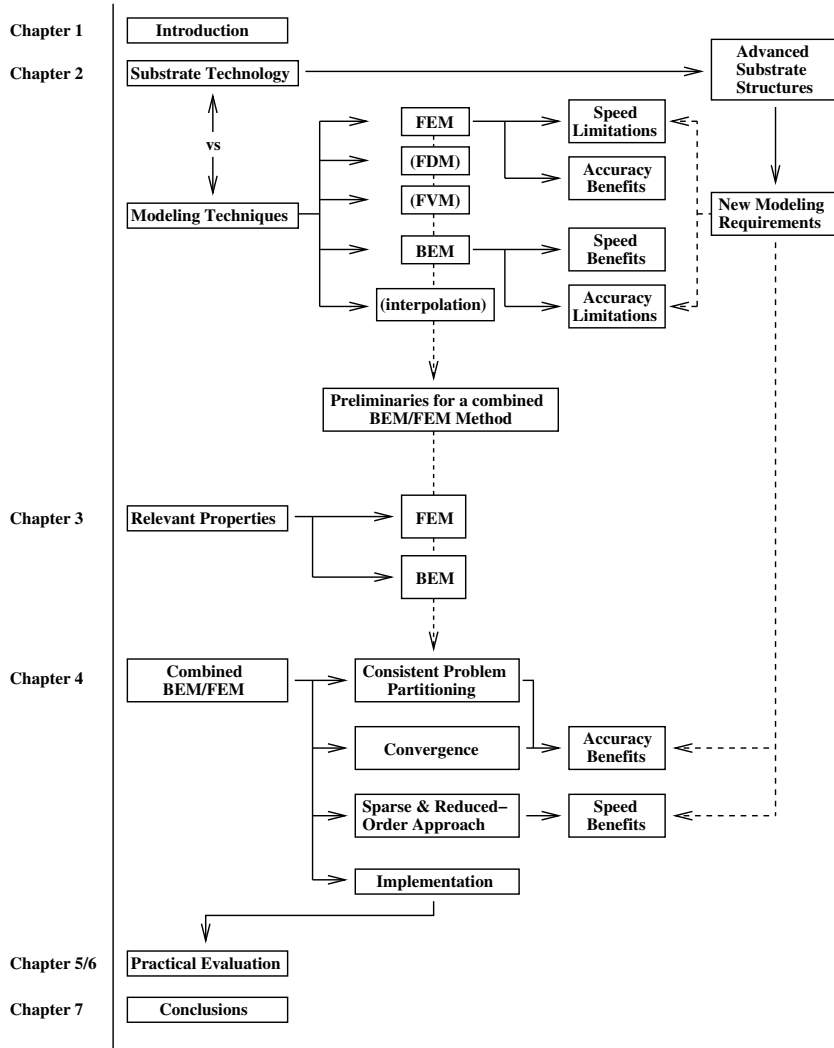 Chapter 1
Introduction
Chapter 2
Substrate Technology
Advanced
Substrate
Structures
vs
Modeling Techniques
FEM
(FDM)
(FVM)
BEM
(interpolation)
Speed
Limitations
Accuracy
Benefits
Speed
Benefits
Accuracy
Limitations
New Modeling
Requirements
Preliminaries for a combined
BEM/FEM Method
Chapter 3
Relevant Properties
FEM
BEM
Chapter 4
Combined
BEM/FEM
Consistent Problem
Partitioning
Convergence
Accuracy
Benefits
Sparse & Reduced−
Order Approach
Speed
Benefits
Implementation
Chapter 5/6
Practical Evaluation
Chapter 7
Conclusions